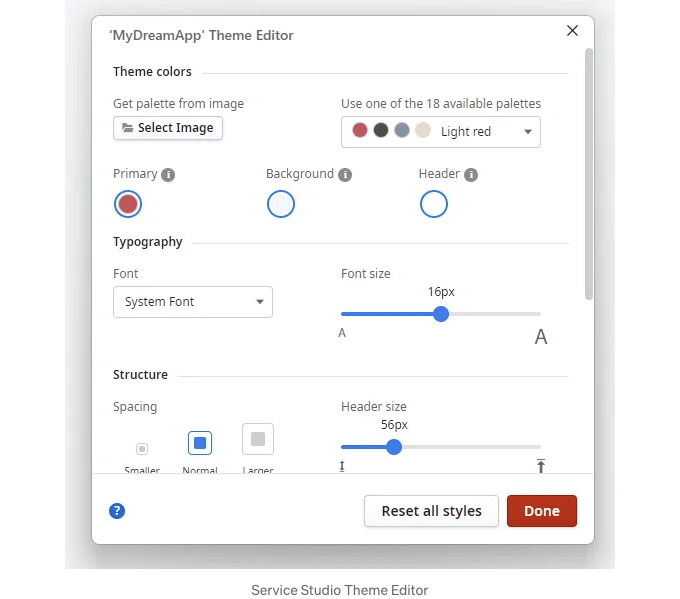 'MyDreamApp' Theme Editor
Theme colors
Get palette from image
Use one of the 18 available palettes
Select Image
Light red
Primary
Background
Header
Typography
Font
Font size
System Font
16px
A
A
Structure
Spacing
Header size
56px
Smaller
Normal
Larger
?
Reset all styles
Done
Service Studio Theme Editor